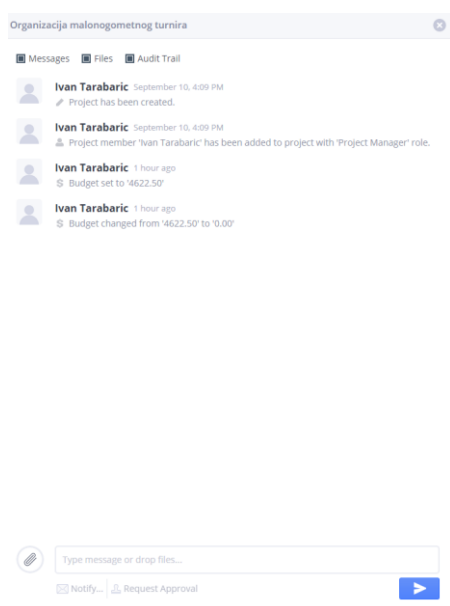 Organizacija malonogometnog turnira
Messages Files Audit Trail
Ivan Tarabaric September 10, 4:09 PM
Project has been created.
Ivan Tarabaric September 10, 4:09 PM
Project member 'Ivan Tarabaric' has been added to project with 'Project Manager' role.
Ivan Tarabaric 1 hour ago
Budget set to '4622.50'
Ivan Tarabaric 1 hour ago
Budget changed from '4622.50' to '0.00'
Type message or drop files...
Notify... Request Approval